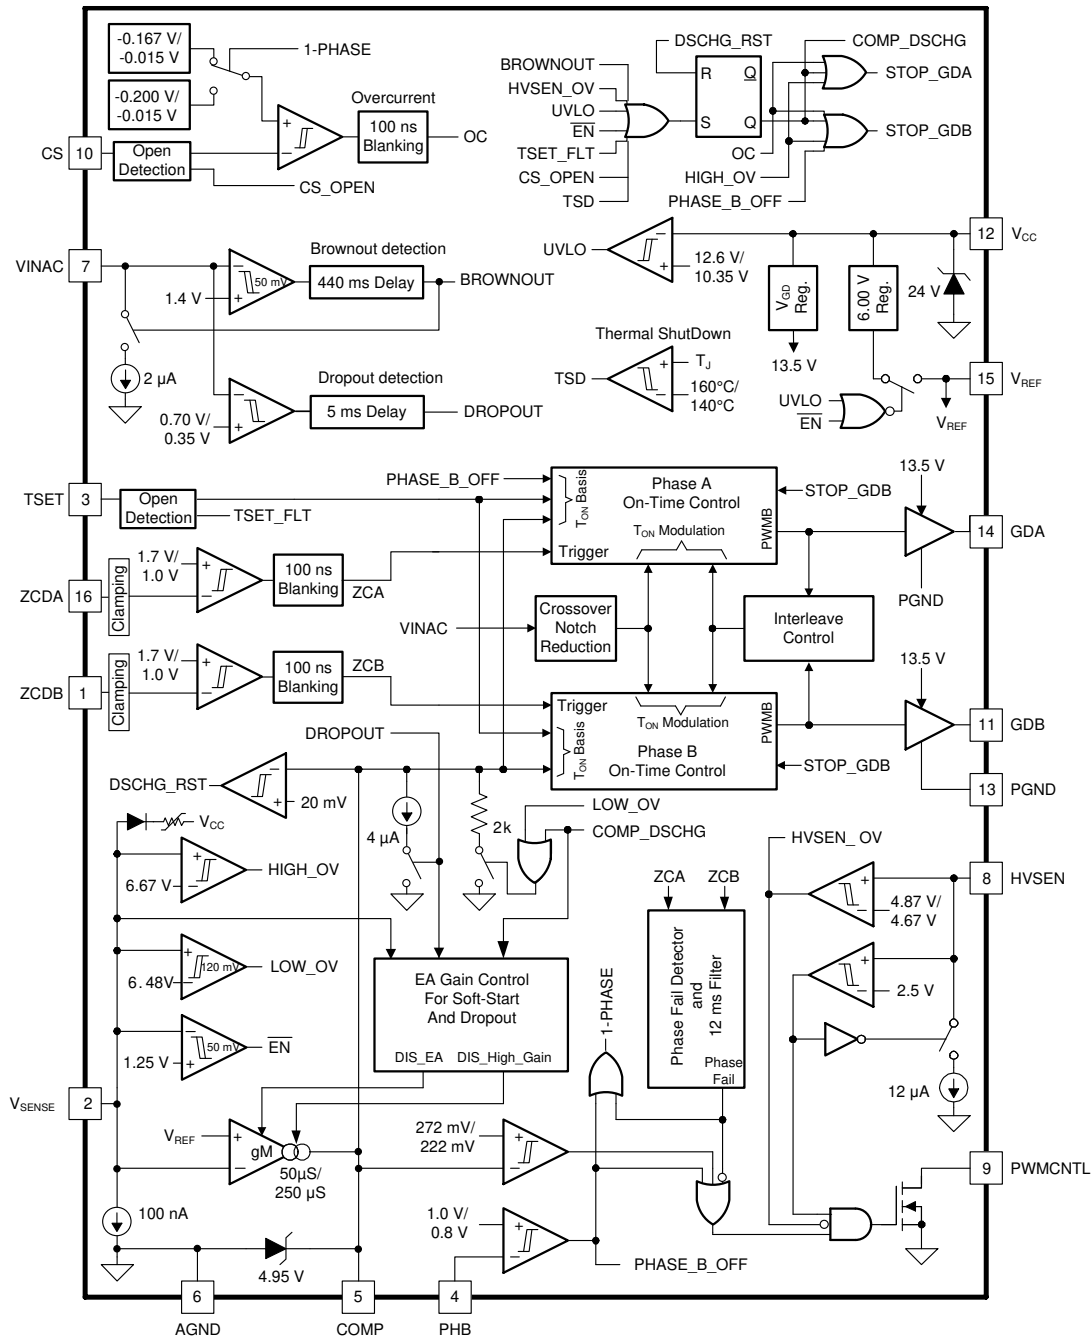 -0.167 V/
-0.015 V
1-PHASE
-0.200 V/
-0.015 V
+
−
Overcurrent
100 ns
Blanking
OC
CS
10
Open
Detection
CS_OPEN
BROWNOUT
HVSEN_OV
UVLO
EN
TSET_FLT
CS_OPEN
TSD
DSCHG_RST
R
Q
S
Q
COMP_DSCHG
STOP_GDA
STOP_GDB
OC
HIGH_OV
PHASE_B_OFF
VINAC
7
Brownout detection
−
+
50 mV
440 ms Delay
BROWNOUT
1.4 V
2 µA
Dropout detection
−
+
5 ms Delay
DROPOUT
0.70 V/
0.35 V
UVLO
−
+
12.6 V/
10.35 V
12
VCC
VGD
Reg.
13.5 V
6.00 V
Reg.
24 V
Thermal ShutDown
TSD
+
−
TJ
160°C/
140°C
UVLO
EN
VREF
15
VREF
TSET
3
Open
Detection
TSET_FLT
PHASE_B_OFF
TON Basis
Phase A
On-Time Control
TON Modulation
Trigger
PWMB
STOP_GDB
13.5 V
14
GDA
PGND
ZCDA
16
Clamping
1.7 V/
1.0 V
+
−
100 ns
Blanking
ZCA
VINAC
Crossover
Notch
Reduction
Interleave
Control
ZCDB
1
Clamping
1.7 V/
1.0 V
+
−
100 ns
Blanking
ZCB
Trigger
TON Basis
TON Modulation
Phase B
On-Time Control
PWMB
STOP_GDB
13.5 V
11
GDB
13
PGND
DROPOUT
DSCHG_RST
−
+
20 mV
4 µA
2k
LOW_OV
COMP_DSCHG
VCC
+
−
6.67 V
HIGH_OV
+
−
120 mV
6.48V
LOW_OV
−
+
50 mV
1.25 V
EN
EA Gain Control
For Soft-Start
And Dropout
DIS_EA
DIS_High_Gain
ZCA
ZCB
Phase Fail Detector
and
12 ms Filter
Phase
Fail
1-PHASE
HVSEN_OV
+
−
4.87 V/
4.67 V
8
HVSEN
+
−
2.5 V
12 µA
VSENSE
2
VREF
+
−
gM
50µS/
250 µS
100 nA
4.95 V
272 mV/
222 mV
+
−
1.0 V/
0.8 V
+
−
PHASE_B_OFF
9
PWMCNTL
6
AGND
5
COMP
4
PHB